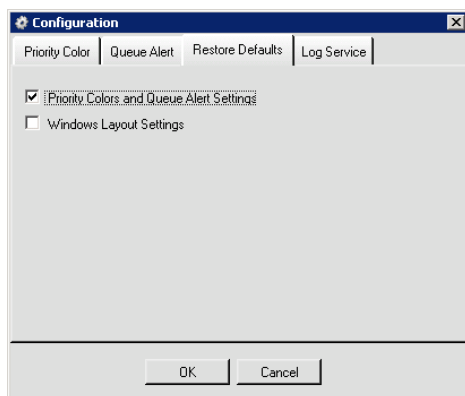 Configuration
Priority Color Queue Alert Restore Defaults Log Service
Priority Colors and Queue Alert Settings
Windows Layout Settings
OK Cancel